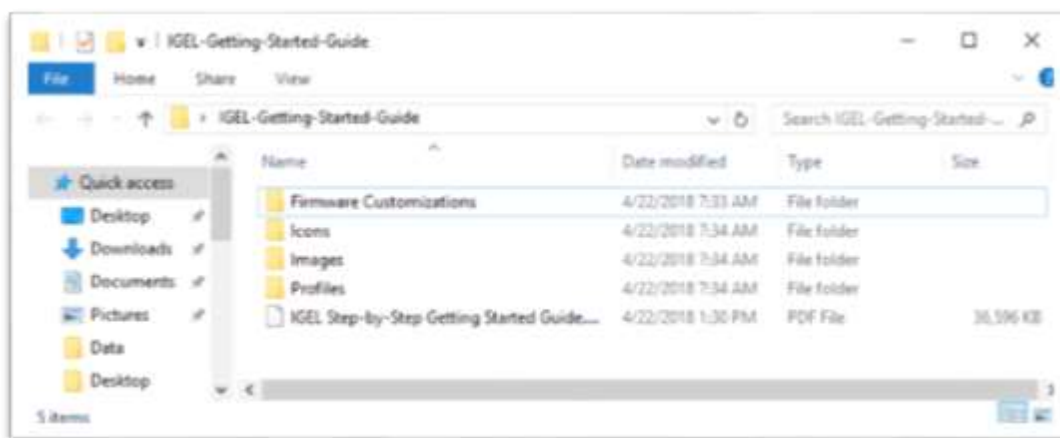 IGEL-Getting-Started-Guide
File Home Share View
IGEL-Getting-Started-Guide Search IGEL-Getting-Started-...
Name Date modified Type Size
Quick access
Firmware Customizations 4/22/2018 7:33 AM File folder
Desktop
Icons 4/22/2018 7:34 AM File folder
Downloads
Images 4/22/2018 7:34 AM File folder
Documents
Profiles 4/22/2018 7:34 AM File folder
Pictures
IGEL Step-by-Step Getting Started Guide.... 4/22/2018 1:30 PM PDF File 36,596 KB
Data
Desktop
5 items